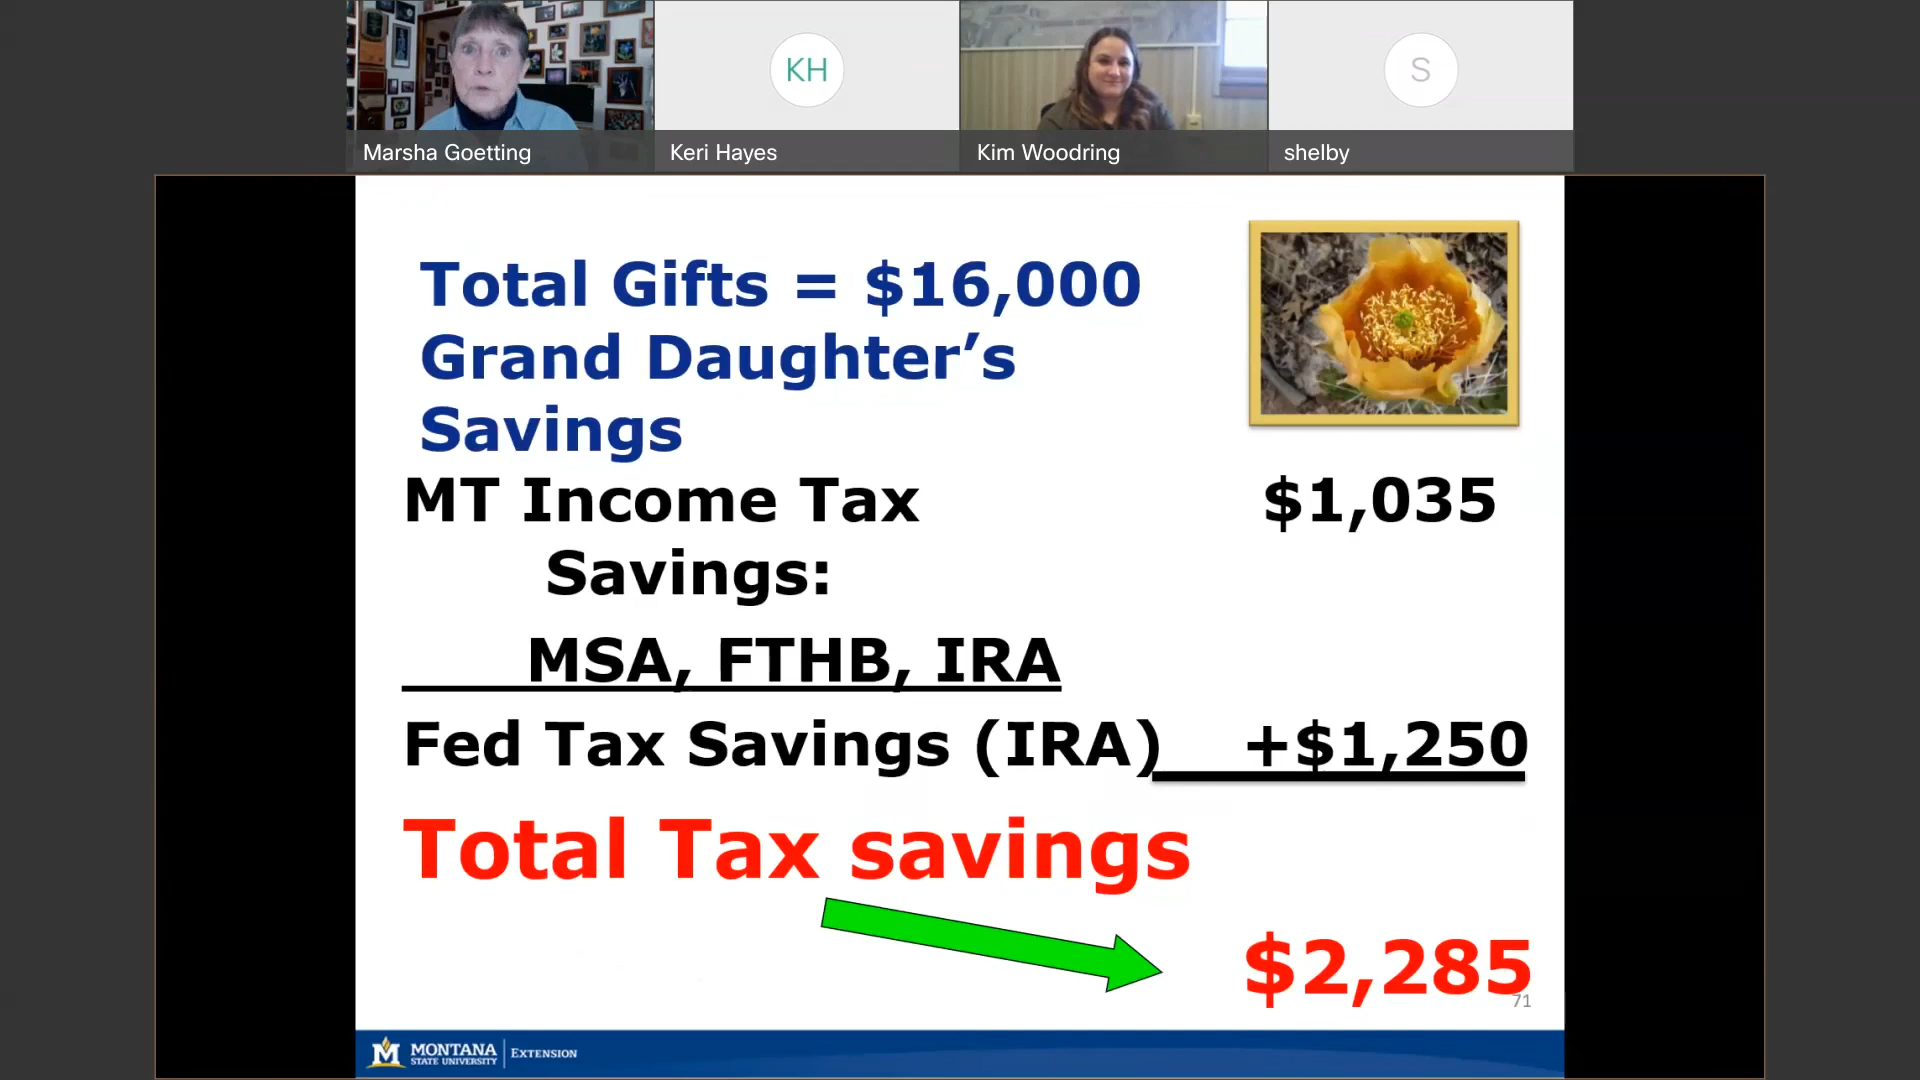 KH
S
Marsha Goetting
Keri Hayes
Kim Woodring
shelby
Total Gifts = $16,000
Grand Daughter’s
Savings
MT Income Tax $1,035
Savings:
MSA, FTHB, IRA
Fed Tax Savings (IRA) +$1,250
Total Tax savings
$2,285
71
M MONTANA
STATE UNIVERSITY
EXTENSION